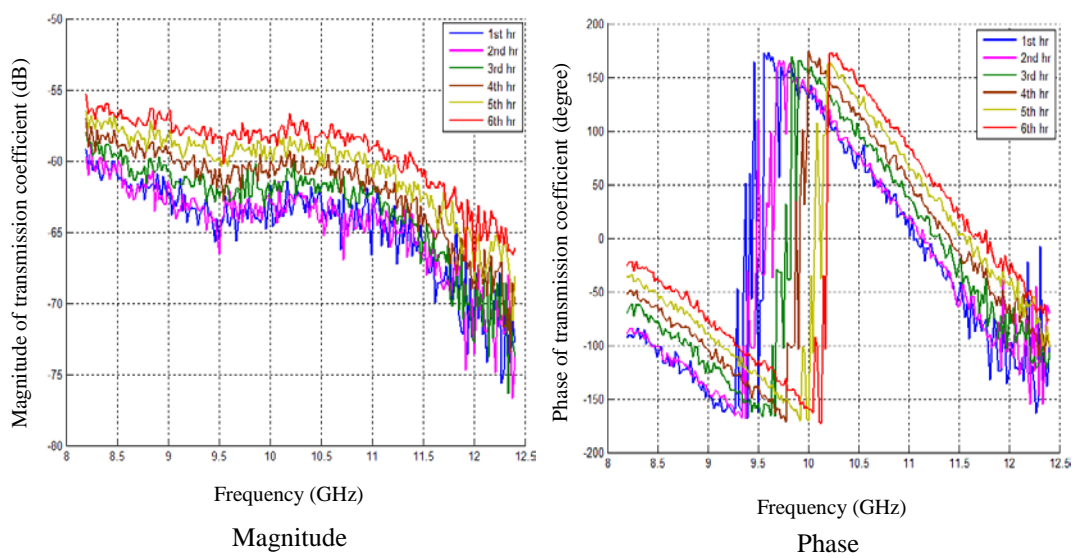 Magnitude of transmission coefficient (dB)
-50
-55
-60
-65
-70
-75
-80
8
8.5
9
9.5
10
10.5
11
11.5
12
12.5
1st hr
2nd hr
3rd hr
4th hr
5th hr
6th hr
Frequency (GHz)
Magnitude
Phase of transmission coefficient (degree)
200
150
100
50
0
-50
-100
-150
-200
8
8.5
9
9.5
10
10.5
11
11.5
12
12.5
1st hr
2nd hr
3rd hr
4th hr
5th hr
6th hr
Frequency (GHz)
Phase